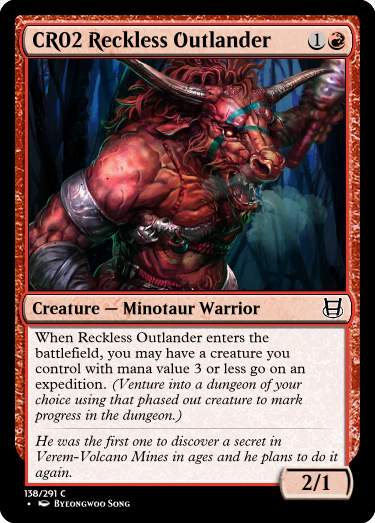 CR02 Reckless Outlander 1
Creature — Minotaur Warrior
When Reckless Outlander enters the
battlefield, you may have a creature you
control with mana value 3 or less go on an
expedition. (Venture into a dungeon of your
choice using that phased out creature to mark
progress in the dungeon.)
He was the first to discover a secret in
Verem-Volcano Mines in ages and he plans to do it
again.
2/1
138/291 C
• Byeongwoo Song